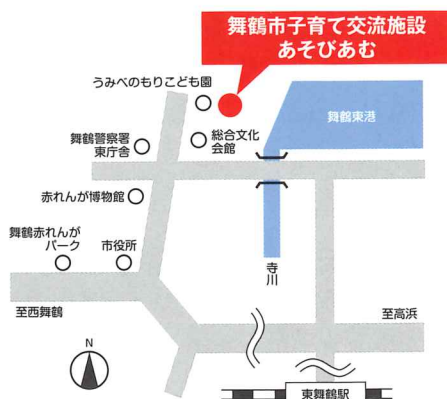 舞鶴市子育て交流施設
あそびあむ
うみべのもりこども園
舞鶴東港
舞鶴警察署
東庁舎
総合文化
会館
赤れんが博物館
舞鶴赤れんが
パーク
市役所
寺川
至西舞鶴
至高浜
N
東舞鶴駅